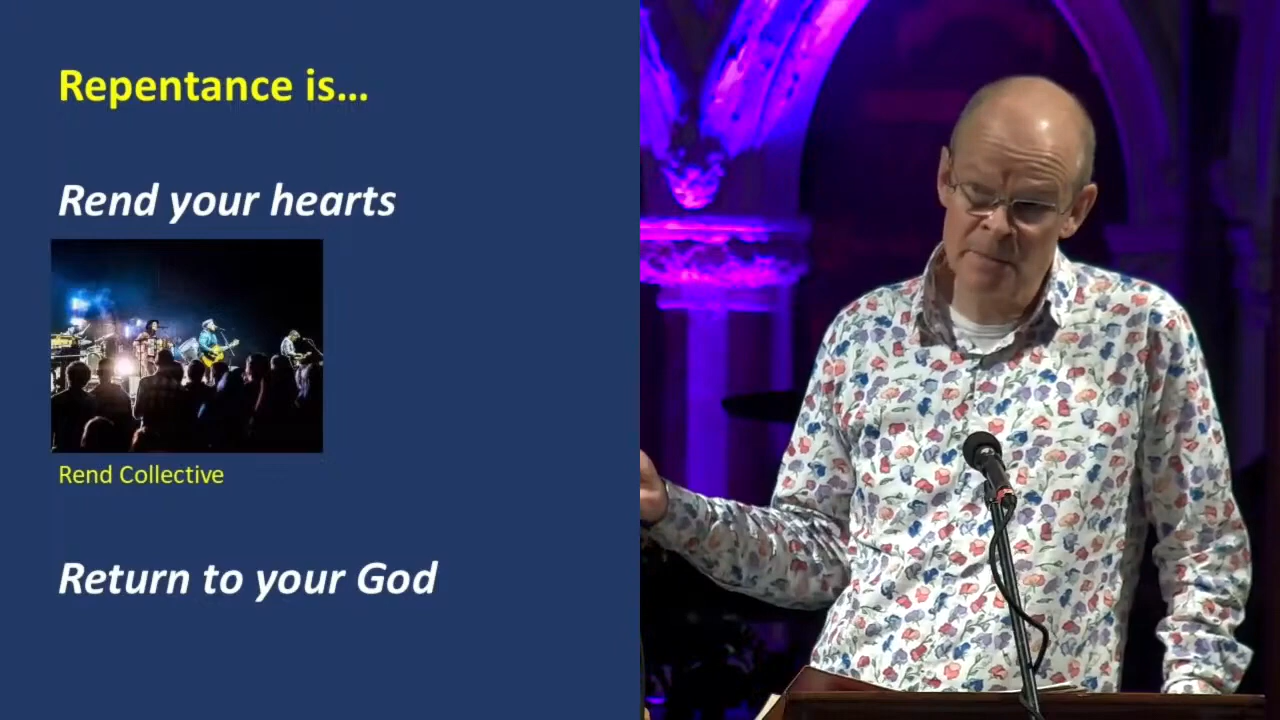 Repentance is…
Rend your hearts
Rend Collective
Return to your God